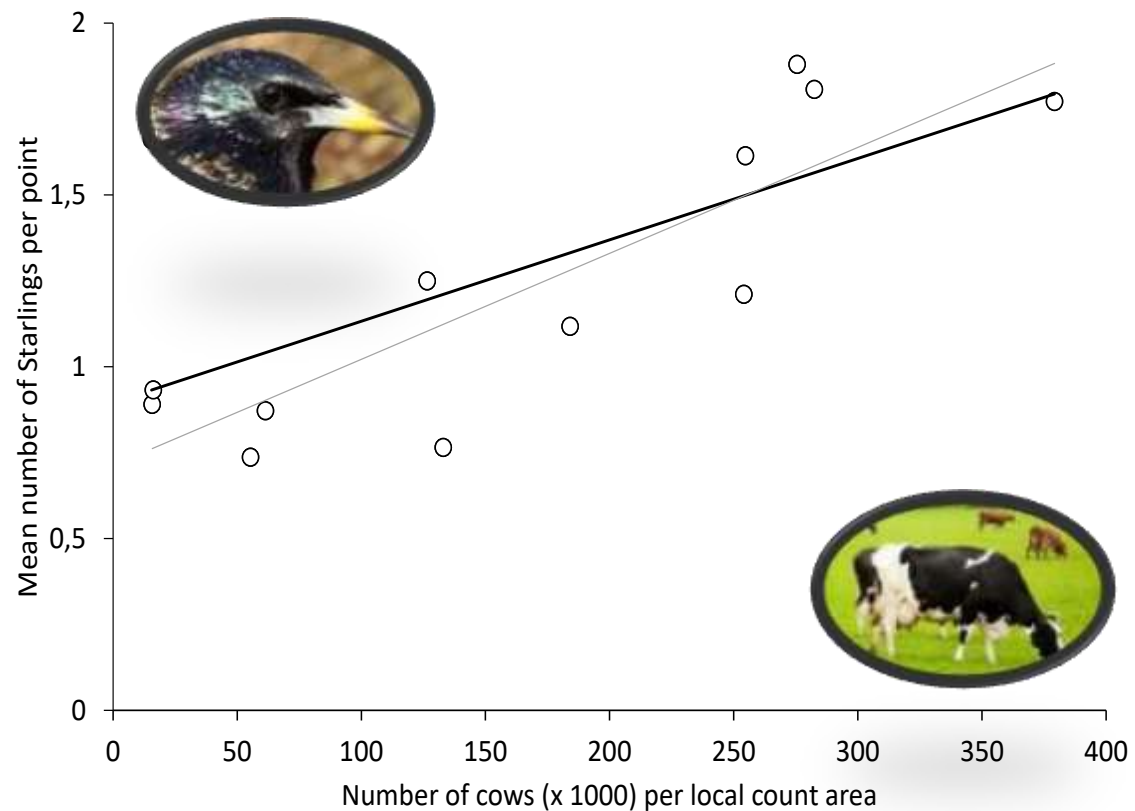 2
1,5
1
0,5
0
Mean number of Starlings per point
0 50 100 150 200 250 300 350 400
Number of cows (x 1000) per local count area